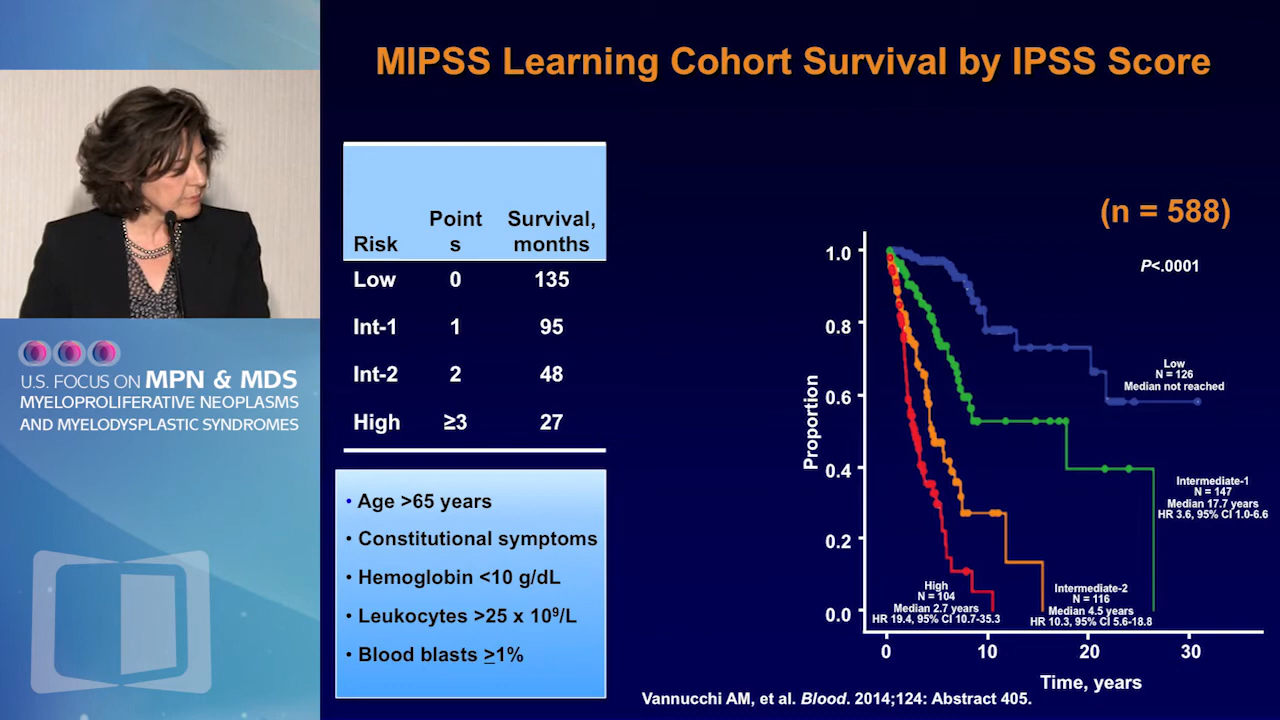 MIPSS Learning Cohort Survival by IPSS Score
Risk
Point
s
Survival,
months
Low 0 135
Int-1 1 95
Int-2 2 48
High ≥3 27
• Age >65 years
• Constitutional symptoms
• Hemoglobin <10 g/dL
• Leukocytes >25 x 10⁹/L
• Blood blasts ≥1%
(n = 588)
P<.0001
Proportion
1.0
0.8
0.6
0.4
0.2
0.0
0 10 20 30
Time, years
Low
N = 126
Median not reached
Intermediate-1
N = 147
Median 17.7 years
HR 3.6, 95% CI 1.0-6.6
Intermediate-2
N = 116
Median 4.5 years
HR 10.3, 95% CI 5.6-18.8
High
N = 104
Median 2.7 years
HR 19.4, 95% CI 10.7-35.3
Vannucchi AM, et al. Blood. 2014;124: Abstract 405.
U.S. FOCUS ON MPN & MDS
MYELOPROLIFERATIVE NEOPLASMS
AND MYELODYSPLASTIC SYNDROMES